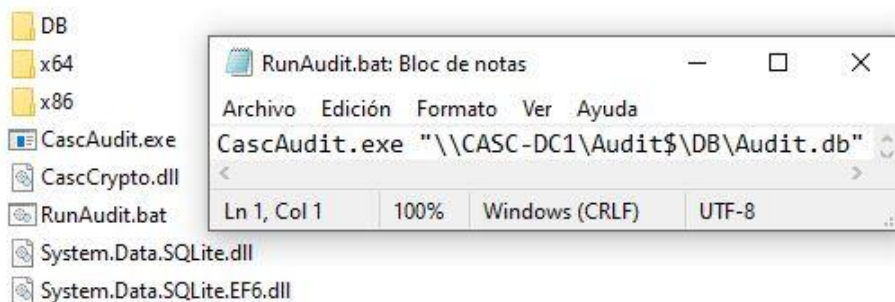 DB
x64
x86
CascAudit.exe
CascCrypto.dll
RunAudit.bat
System.Data.SQLite.dll
System.Data.SQLite.EF6.dll
RunAudit.bat: Bloc de notas
Archivo Edición Formato Ver Ayuda
CascAudit.exe "\\CASC-DC1\Audit$\DB\Audit.db"
Ln 1, Col 1 100% Windows (CRLF) UTF-8